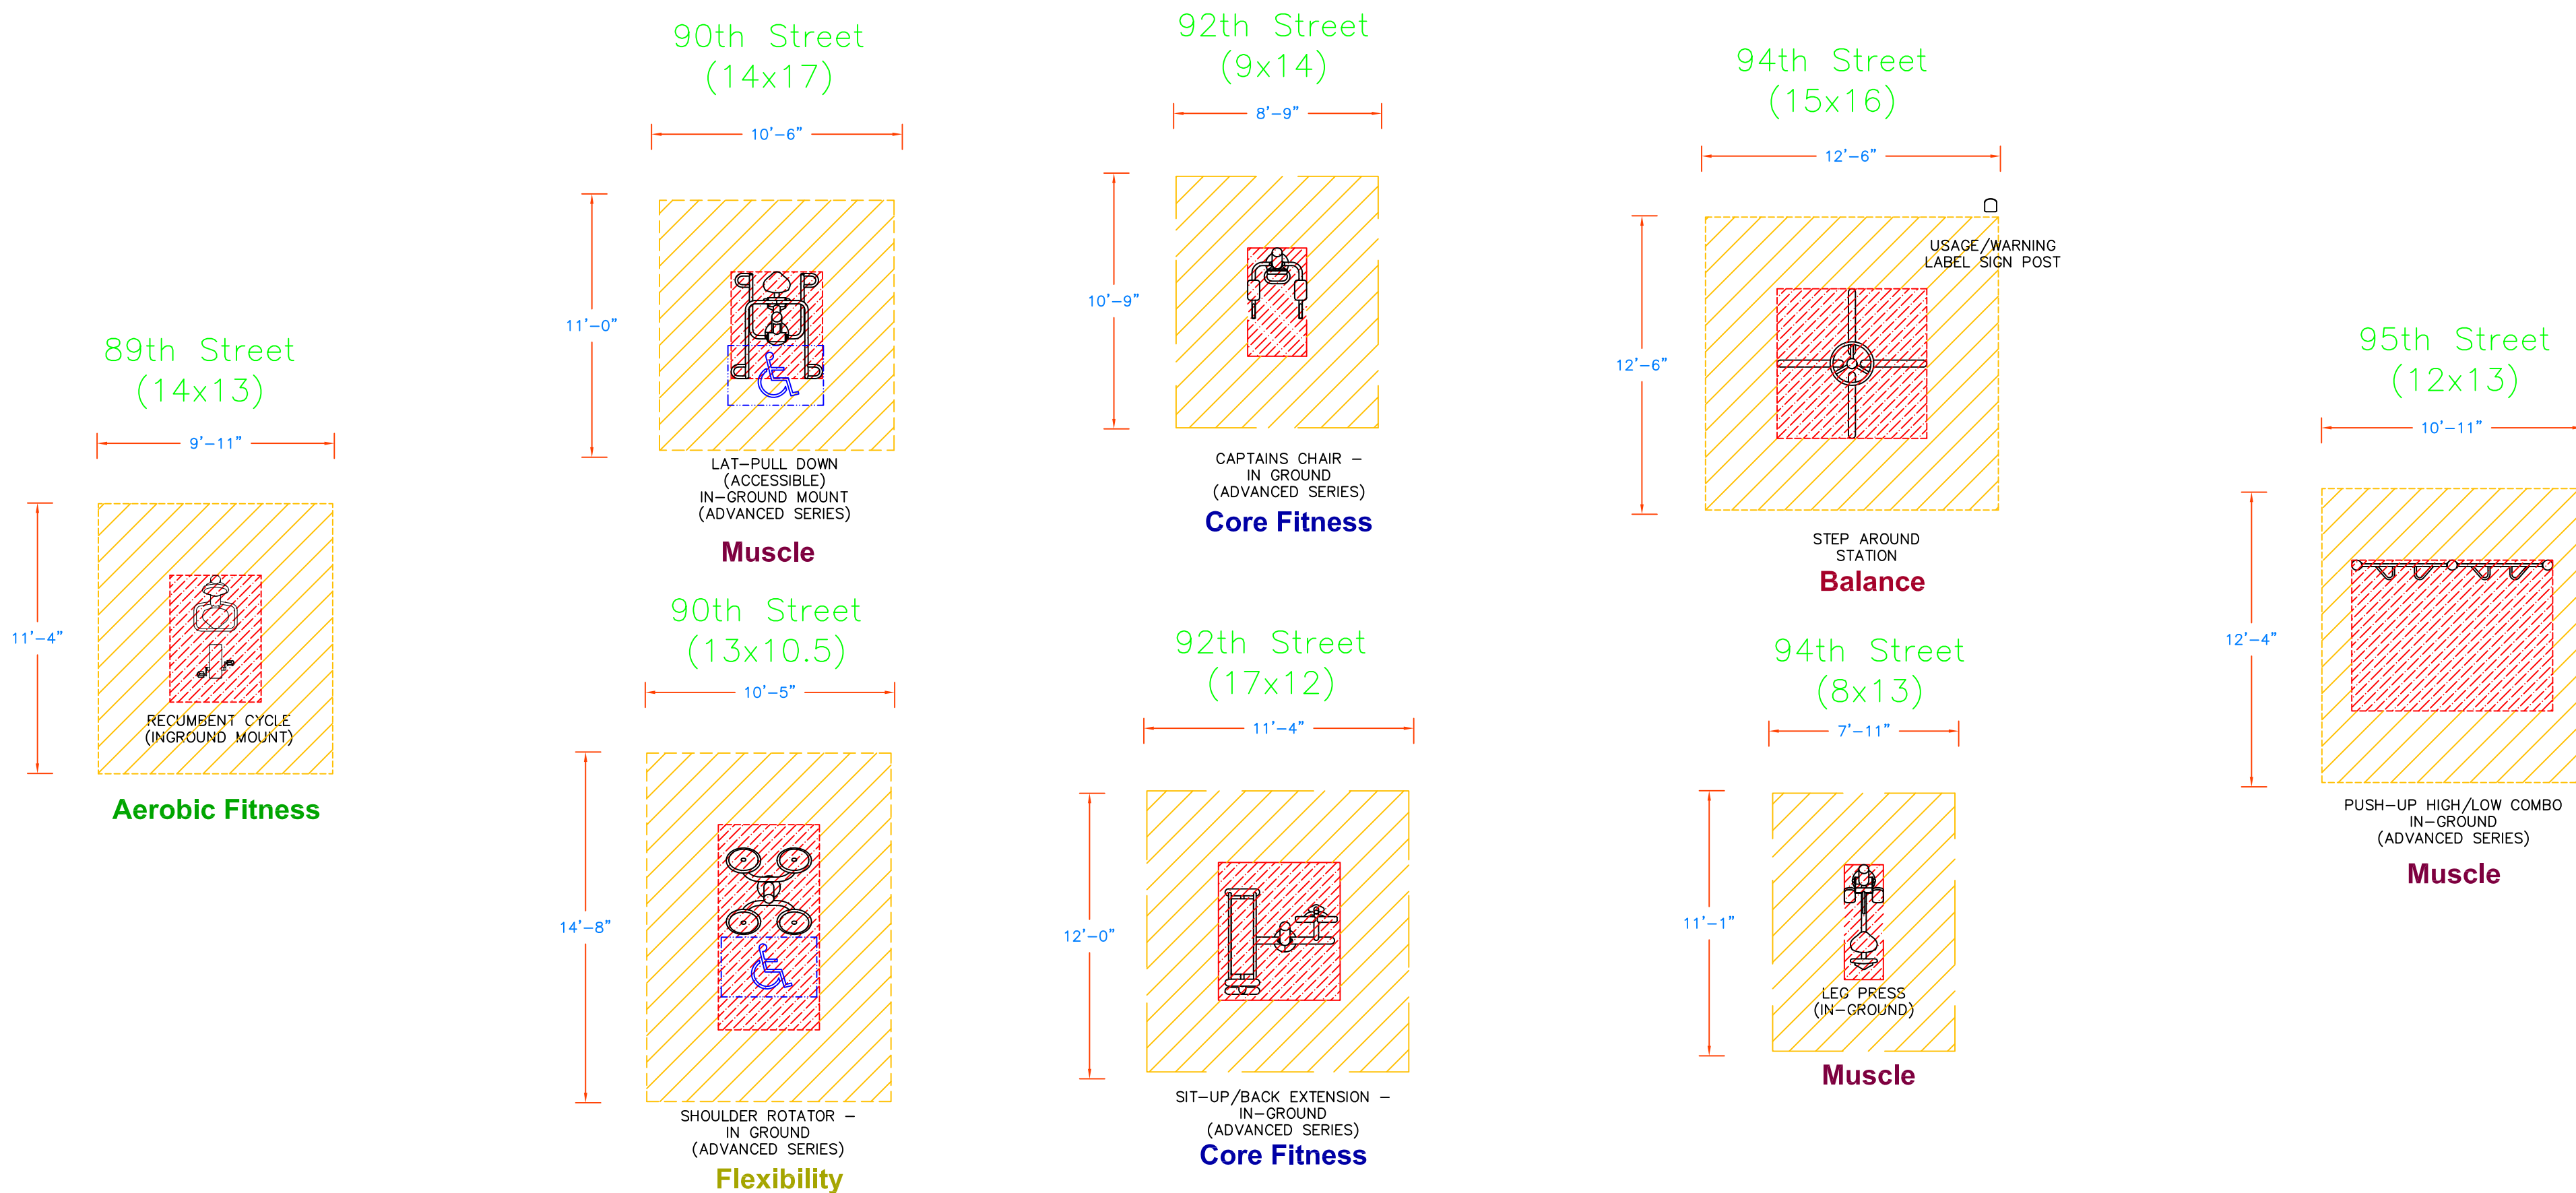 89th Street
(14x13)
9'-11"
11'-4"
RECUMBENT CYCLE
(INGROUND MOUNT)
Aerobic Fitness
90th Street
(14x17)
10'-6"
11'-0"
LAT-PULL DOWN
(ACCESSIBLE)
IN-GROUND MOUNT
(ADVANCED SERIES)
Muscle
90th Street
(13x10.5)
10'-5"
14'-8"
SHOULDER ROTATOR -
IN GROUND
(ADVANCED SERIES)
Flexibility
92th Street
(9x14)
8'-9"
10'-9"
CAPTAINS CHAIR -
IN GROUND
(ADVANCED SERIES)
Core Fitness
92th Street
(17x12)
11'-4"
12'-0"
SIT-UP/BACK EXTENSION -
IN-GROUND
(ADVANCED SERIES)
Core Fitness
94th Street
(15x16)
12'-6"
12'-6"
USAGE/WARNING
LABEL SIGN POST
STEP AROUND
STATION
Balance
94th Street
(8x13)
7'-11"
11'-1"
LEG PRESS
(IN-GROUND)
Muscle
95th Street
(12x13)
10'-11"
12'-4"
PUSH-UP HIGH/LOW COMBO
IN-GROUND
(ADVANCED SERIES)
Muscle